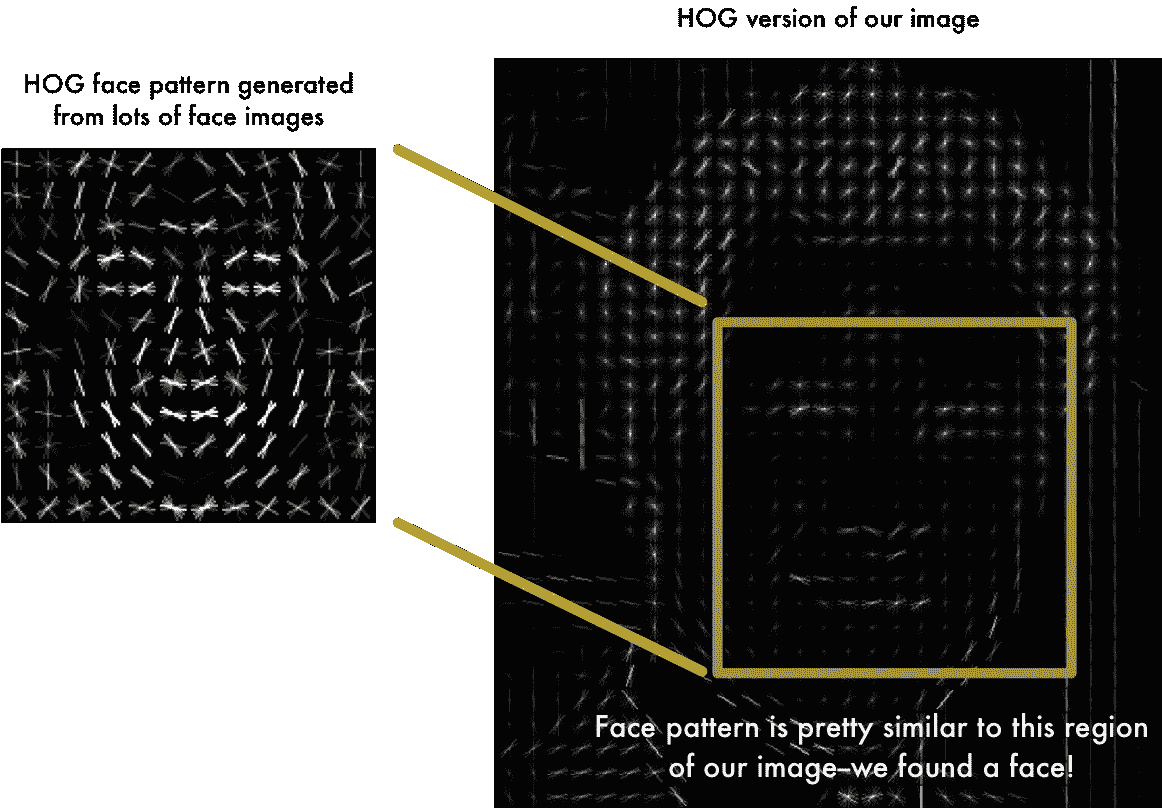 HOG version of our image
HOG face pattern generated
from lots of face images
Face pattern is pretty similar to this region
of our image–we found a face!